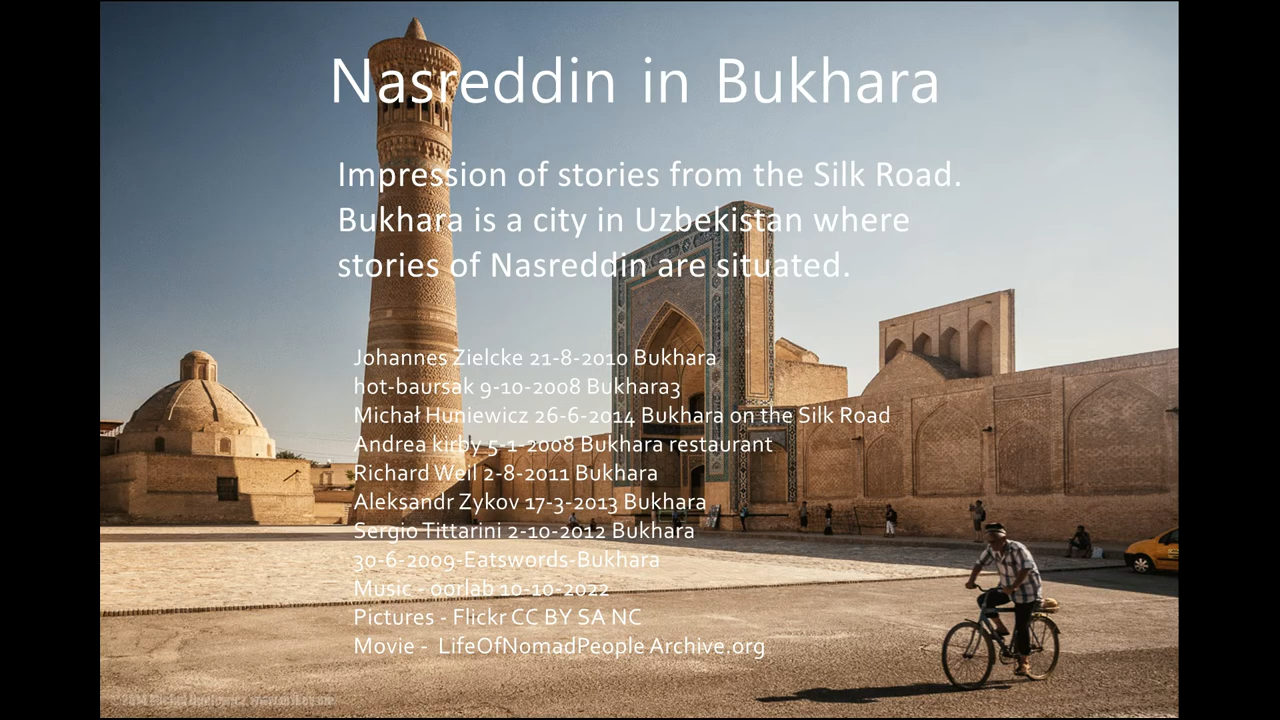 Nasreddin in Bukhara
Impression of stories from the Silk Road.
Bukhara is a city in Uzbekistan where
stories of Nasreddin are situated.
Johannes Zielcke 21-8-2010 Bukhara
hot-baursak 9-10-2008 Bukhara3
Michał Huniewicz 26-6-2014 Bukhara on the Silk Road
Andrea kirby 5-1-2008 Bukhara restaurant
Richard Weil 2-8-2011 Bukhara
Aleksandr Zykov 17-3-2013 Bukhara
Sergio Tittarini 2-10-2012 Bukhara
30-6-2009-Eatswords-Bukhara
Music - oorlab 10-10-2022
Pictures - Flickr CC BY SA NC
Movie -  LifeOfNomadPeople Archive.org
©2014 Michal Huniewicz